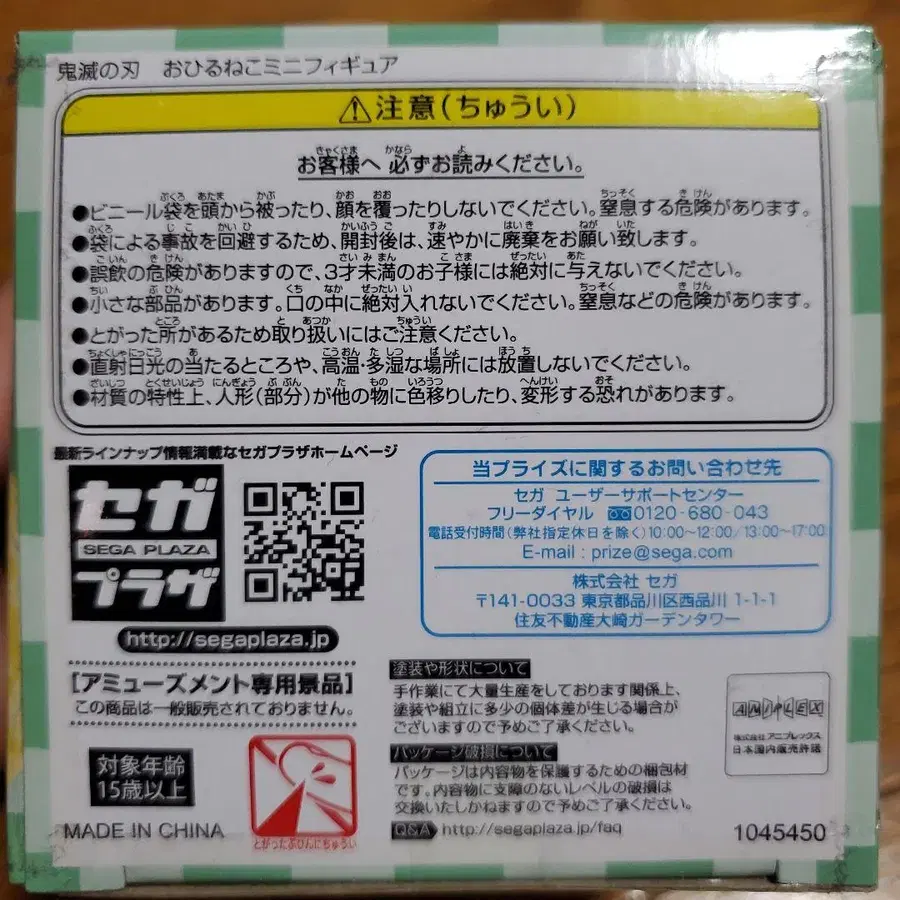 鬼滅の刃 おひるねこミニフィギュア
⚠注意(ちゅうい)
お客様へ 必ずお読みください。
●ビニール袋を頭から被ったり、顔を覆ったりしないでください。窒息する危険があります。
●袋による事故を回避するため、開封後は、速やかに廃棄をお願い致します。
●誤飲の危険がありますので、3才未満のお子様には絶対に与えないでください。
●小さな部品があります。口の中に絶対入れないでください。窒息などの危険があります。
●とがった所があるため取り扱いにはご注意ください。
●直射日光の当たるところや、高温・多湿な場所には放置しないでください。
●材質の特性上、人形(部分)が他の物に色移りしたり、変形する恐れがあります。
最新ラインナップ情報満載なセガプラザホームページ
セガ
SEGA PLAZA
プラザ
http://segaplaza.jp
当プライズに関するお問い合わせ先
セガ ユーザーサポートセンター
フリーダイヤル 0120-680-043
電話受付時間(弊社指定休日を除く)10:00~12:00/13:00~17:00
E-mail : prize@sega.com
株式会社 セガ
〒141-0033 東京都品川区西品川 1-1-1
住友不動産大崎ガーデンタワー
[アミューズメント専用景品]
この商品は一般販売されておりません。
対象年齢
15歳以上
とがったぶひんにちゅうい
MADE IN CHINA
塗装や形状について
手作業にて大量生産をしております関係上、
塗装や組立に多少の個体差が生じる場合が
ございますので予めご了承ください。
パッケージ破損について
パッケージは内容物を保護するための梱包材
です。内容物に支障のないレベルの破損は
交換いたしかねますので予めご了承ください。
Q&A http://segaplaza.jp/faq
ANIPLEX
株式会社 アニプレックス
日本国内販売許諾
1045450